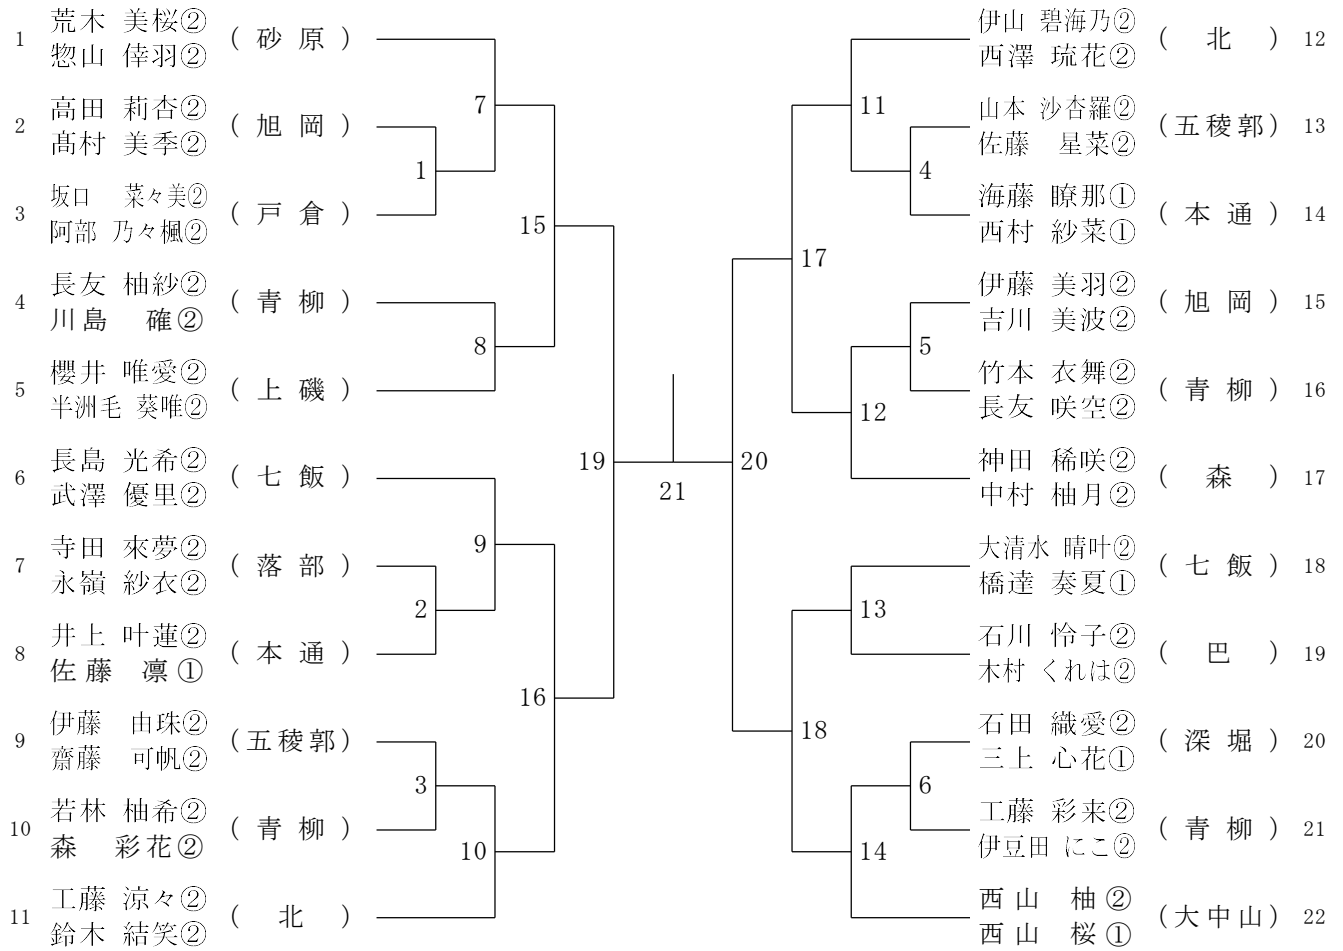 1 荒木 美桜② (砂原)
惣山 倖羽②
2 高田 莉杏② (旭岡)
髙村 美季②
3 坂口 菜々美② (戸倉)
阿部 乃々楓②
4 長友 柚紗② (青柳)
川島 確②
5 櫻井 唯愛② (上磯)
半洲毛 葵唯②
6 長島 光希② (七飯)
武澤 優里②
7 寺田 來夢② (落部)
永嶺 紗衣②
8 井上 叶蓮② (本通)
佐藤 凛①
9 伊藤 由珠② (五稜郭)
齋藤 可帆②
10 若林 柚希② (青柳)
森 彩花②
11 工藤 涼々② (北)
鈴木 結笑②
7
1
15
8
19
9
2
16
3
10
21
20
11
4
17
5
12
13
18
6
14
伊山 碧海乃② (北) 12
西澤 琉花②
山本 沙杏羅② (五稜郭) 13
佐藤 星菜②
海藤 瞭那① (本通) 14
西村 紗菜①
伊藤 美羽② (旭岡) 15
吉川 美波②
竹本 衣舞② (青柳) 16
長友 咲空②
神田 稀咲② (森) 17
中村 柚月②
大清水 晴叶② (七飯) 18
橋達 奏夏①
石川 怜子② (巴) 19
木村 くれは②
石田 織愛② (深堀) 20
三上 心花①
工藤 彩来② (青柳) 21
伊豆田 にこ②
西山 柚② (大中山) 22
西山 桜①